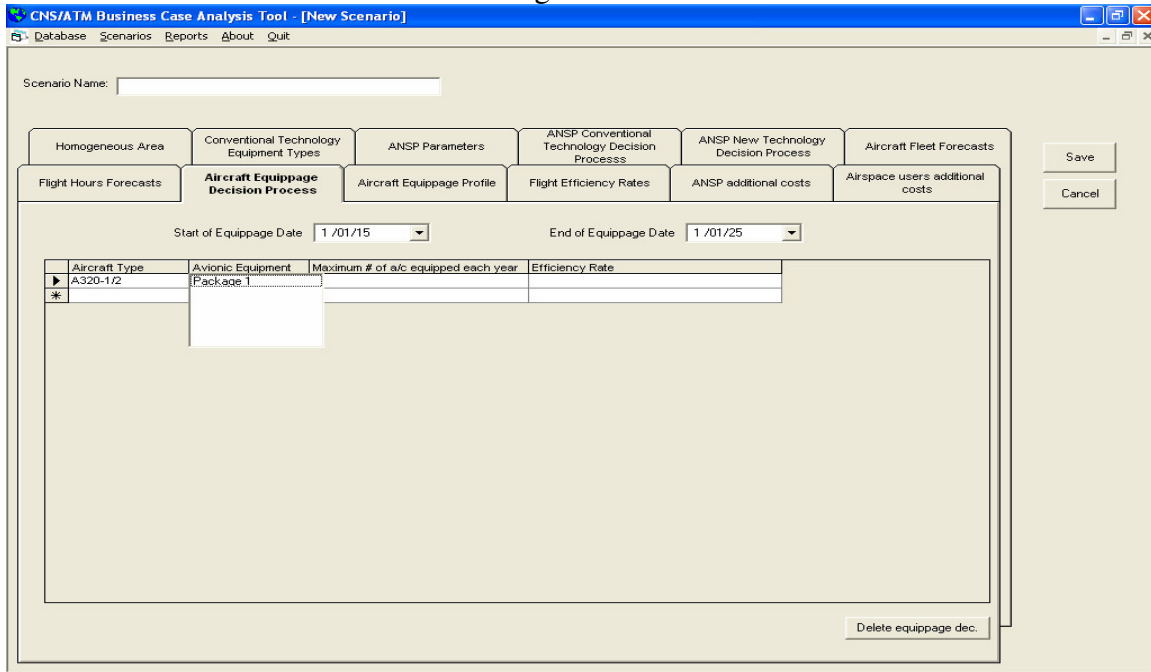 CNS/ATM Business Case Analysis Tool - [New Scenario]
Database Scenarios Reports About Quit
Scenario Name:
Homogeneous Area
Conventional Technology
Equipment Types
ANSP Parameters
ANSP Conventional
Technology Decision
Processs
ANSP New Technology
Decision Process
Aircraft Fleet Forecasts
Save
Flight Hours Forecasts
Aircraft Equippage
Decision Process
Aircraft Equippage Profile
Flight Efficiency Rates
ANSP additional costs
Airspace users additional
costs
Cancel
Start of Equippage Date 1 /01/15 End of Equippage Date 1 /01/25
Aircraft Type Avionic Equipment Maximum # of a/c equipped each year Efficiency Rate
A320-1/2 Package 1
Delete equippage dec.